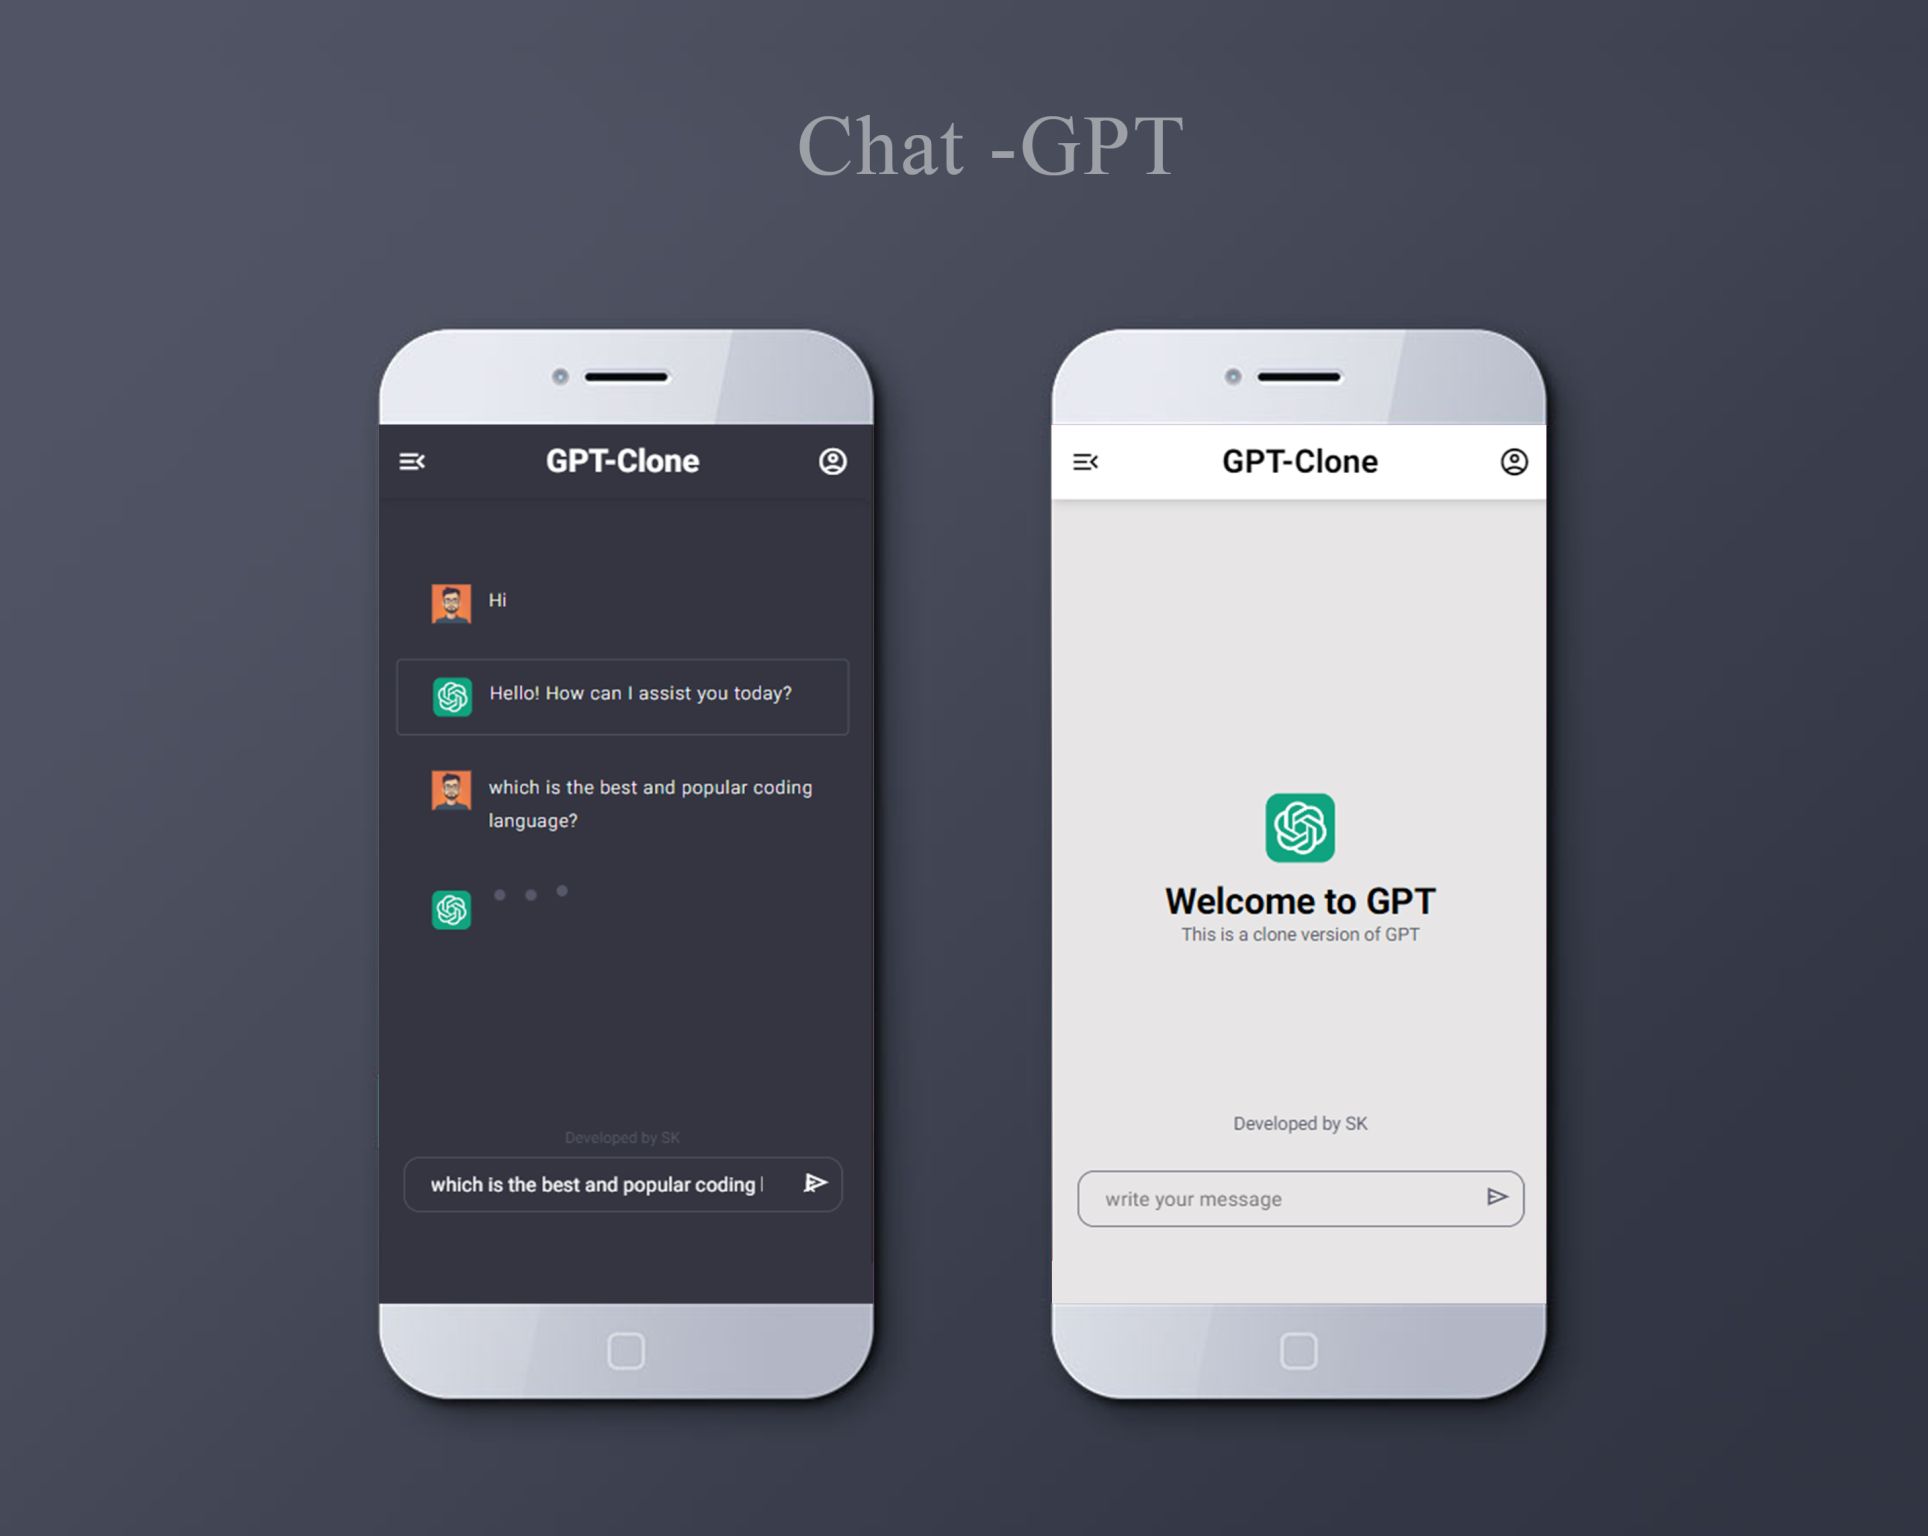 Chat -GPT
GPT-Clone
Hi
Hello! How can I assist you today?
which is the best and popular coding
language?
Developed by SK
which is the best and popular coding l
GPT-Clone
Welcome to GPT
This is a clone version of GPT
Developed by SK
write your message